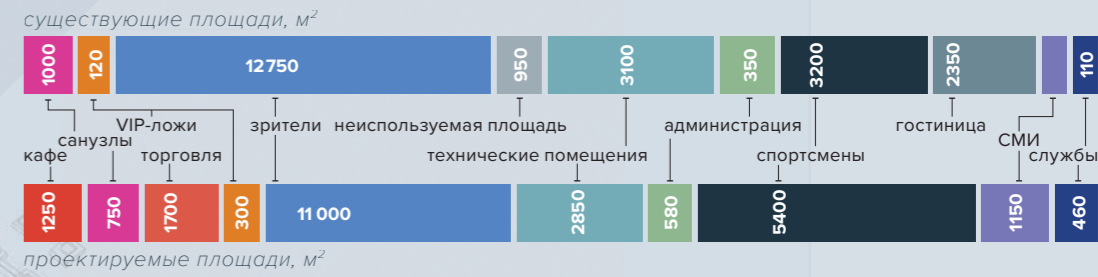 существующие площади, м²
1000 120 12750 950 3100 350 3200 2350 110
VIP-ложи зрители неиспользуемая площадь администрация гостиница
санузлы СМИ
кафе торговля технические помещения спортсмены службы
1250 750 1700 300 11 000 2850 580 5400 1150 460
проектируемые площади, м²